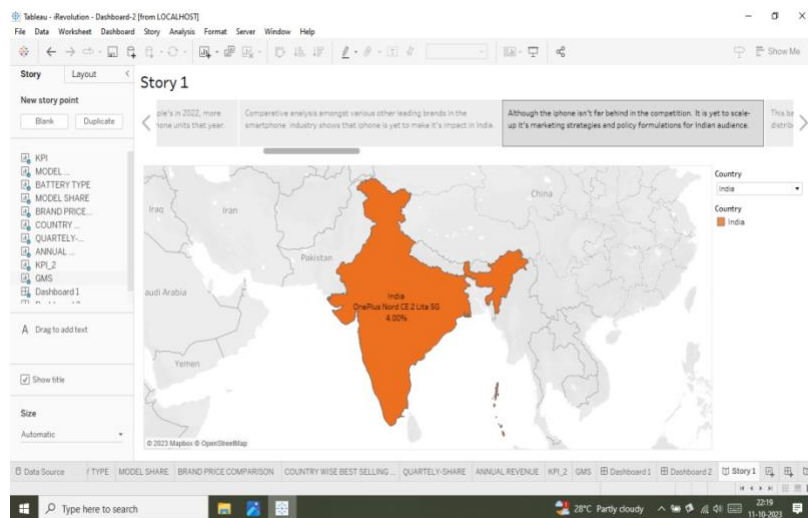 Tableau - iRevolution - Dashboard-2 [from LOCALHOST]
File Data Worksheet Dashboard Story Analysis Format Server Window Help
Show Me
Story Layout
New story point
Blank Duplicate
Story 1
ple's in 2022, more
hone units that year.
Comperative analysis amongst various other leading brands in the
smartphone industry shows that iphone is yet to make it's impact in India.
Although the iphone isn't far behind in the competition. It is yet to scale-
up it's marketing strategies and policy formulations for Indian audience.
This ba
distrib
KPI
MODEL ...
BATTERY TYPE
MODEL SHARE
BRAND PRICE...
COUNTRY ...
QUARTELY-...
ANNUAL ...
KPI_2
GMS
Dashboard 1
A Drag to add text
Show title
Size
Automatic
Iraq
Iran
China
Pakistan
audi Arabia
Yemen
India
OnePlus Nord CE 2 Lite 5G
4.00%
© 2023 Mapbox © OpenStreetMap
Country
India
Country
India
Data Source
TYPE MODEL SHARE BRAND PRICE COMPARISON COUNTRY WISE BEST SELLING ... QUARTELY-SHARE ANNUAL REVENUE KPI_2 GMS Dashboard 1 Dashboard 2 Story 1
Type here to search
28°C Partly cloudy
22:19
11-10-2023